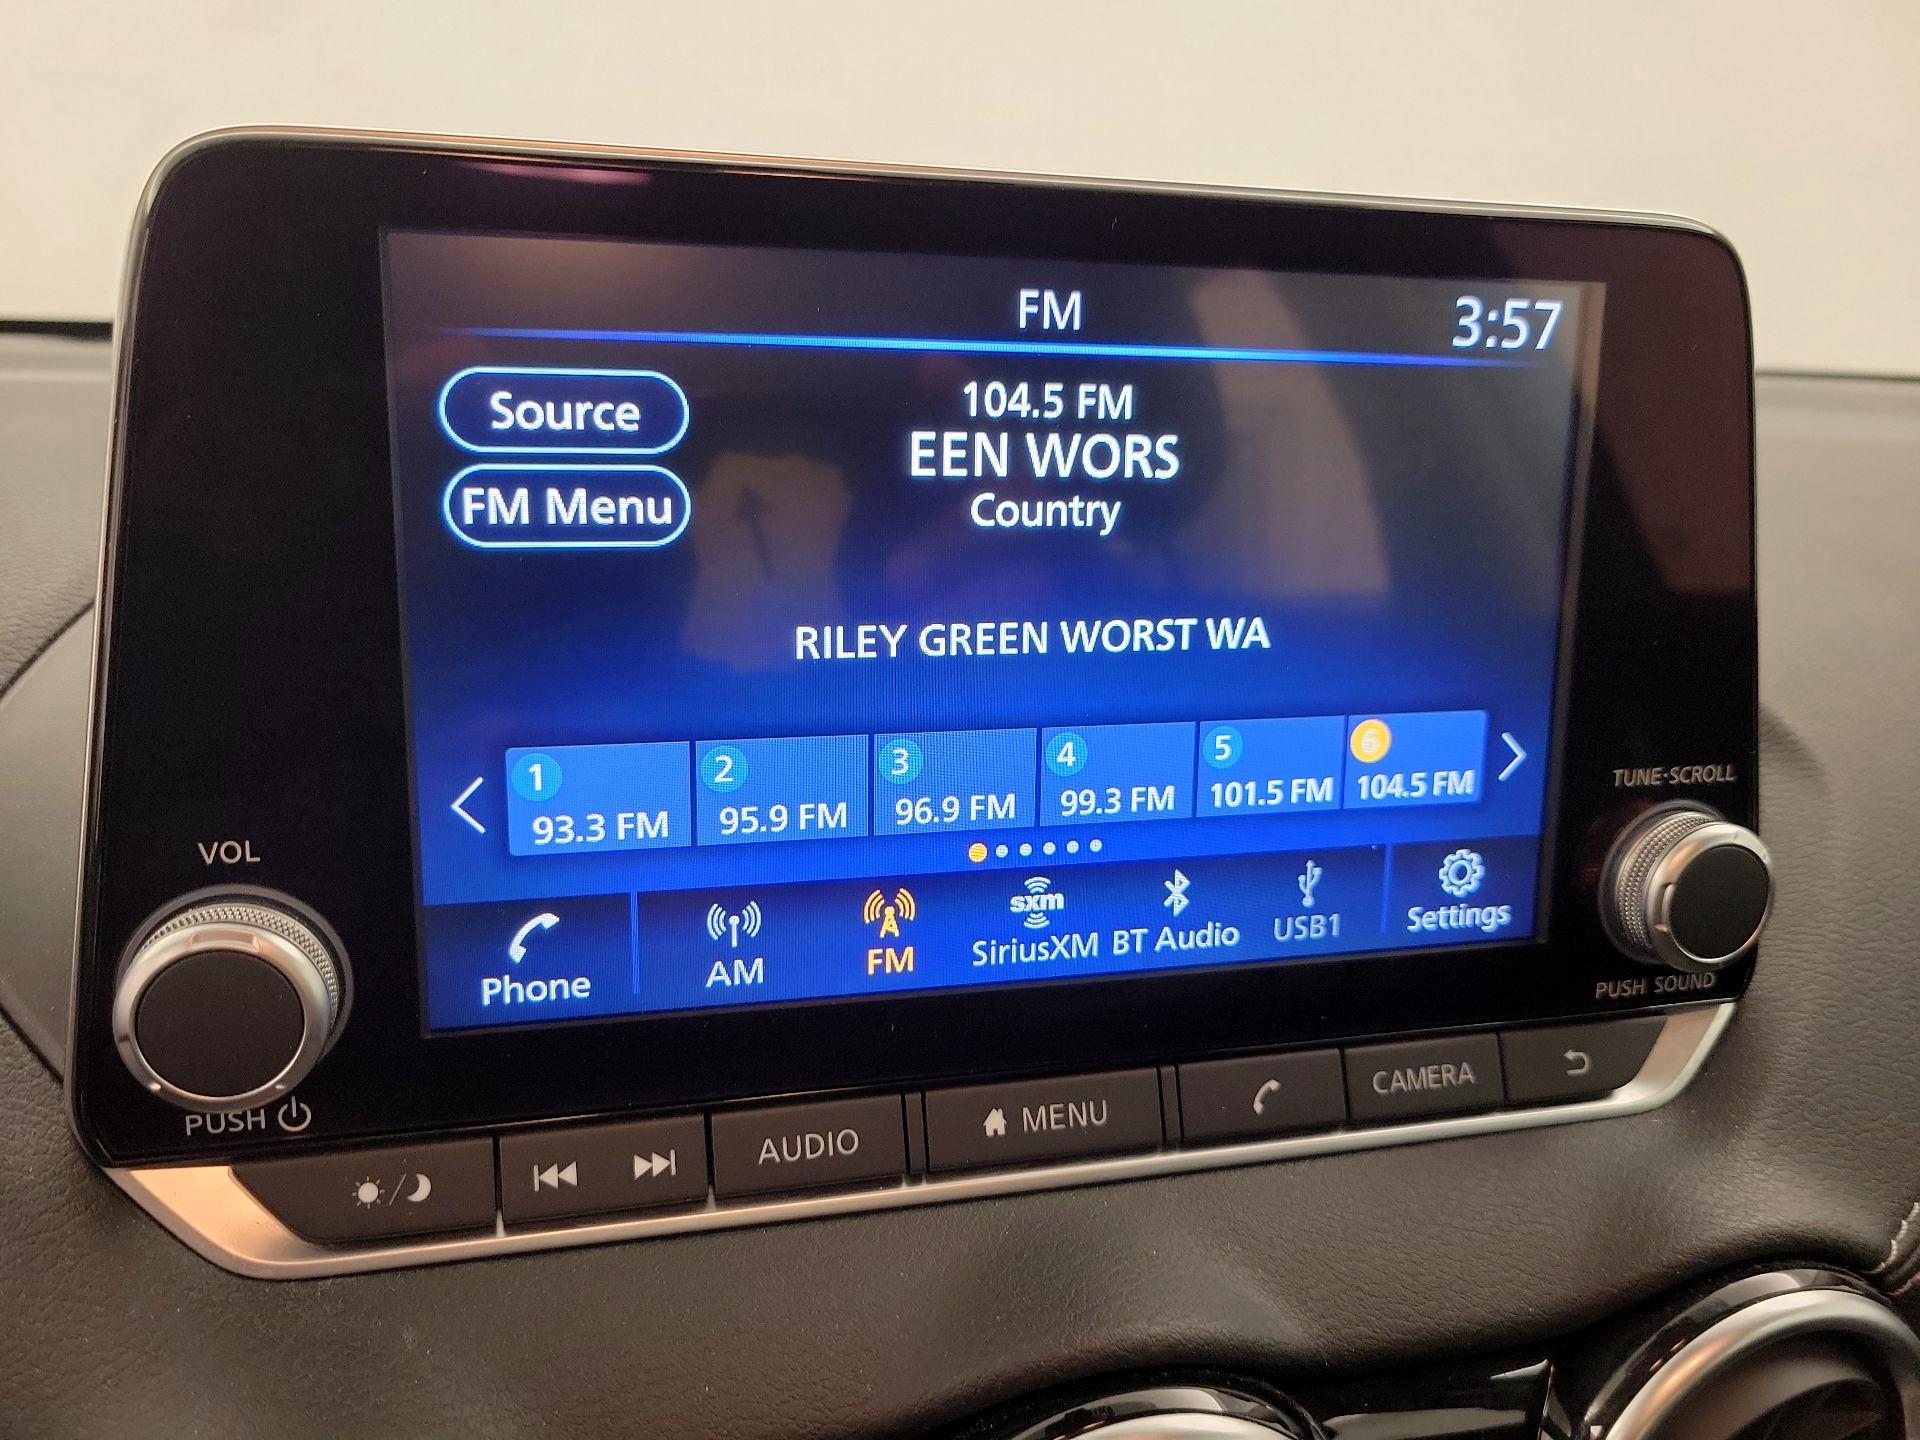 FM
3:57
Source
FM Menu
104.5 FM
EEN WORS
Country
RILEY GREEN WORST WA
1
93.3 FM
2
95.9 FM
3
96.9 FM
4
99.3 FM
5
101.5 FM
6
104.5 FM
Phone
AM
FM
sxm
SiriusXM
BT Audio
USB1
Settings
VOL
PUSH
TUNE·SCROLL
PUSH SOUND
AUDIO
MENU
CAMERA